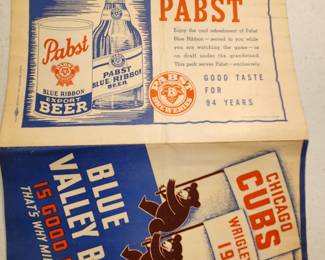 PABST
Enjoy the cool refreshment of Pabst
Blue Ribbon—served to you while
you are watching the game—or
on draft under the grandstand.
This park serves Pabst—exclusively.
GOOD TASTE
FOR
94 YEARS
PABST
BREWERIES
Pabst
BLUE RIBBON
EXPORT
BEER
PABST
BLUE RIBBON
BEER
CHICAGO
CUBS
WRIGLE
19
BLUE
VALLEY B
IS GOOD
THAT'S WHY MI